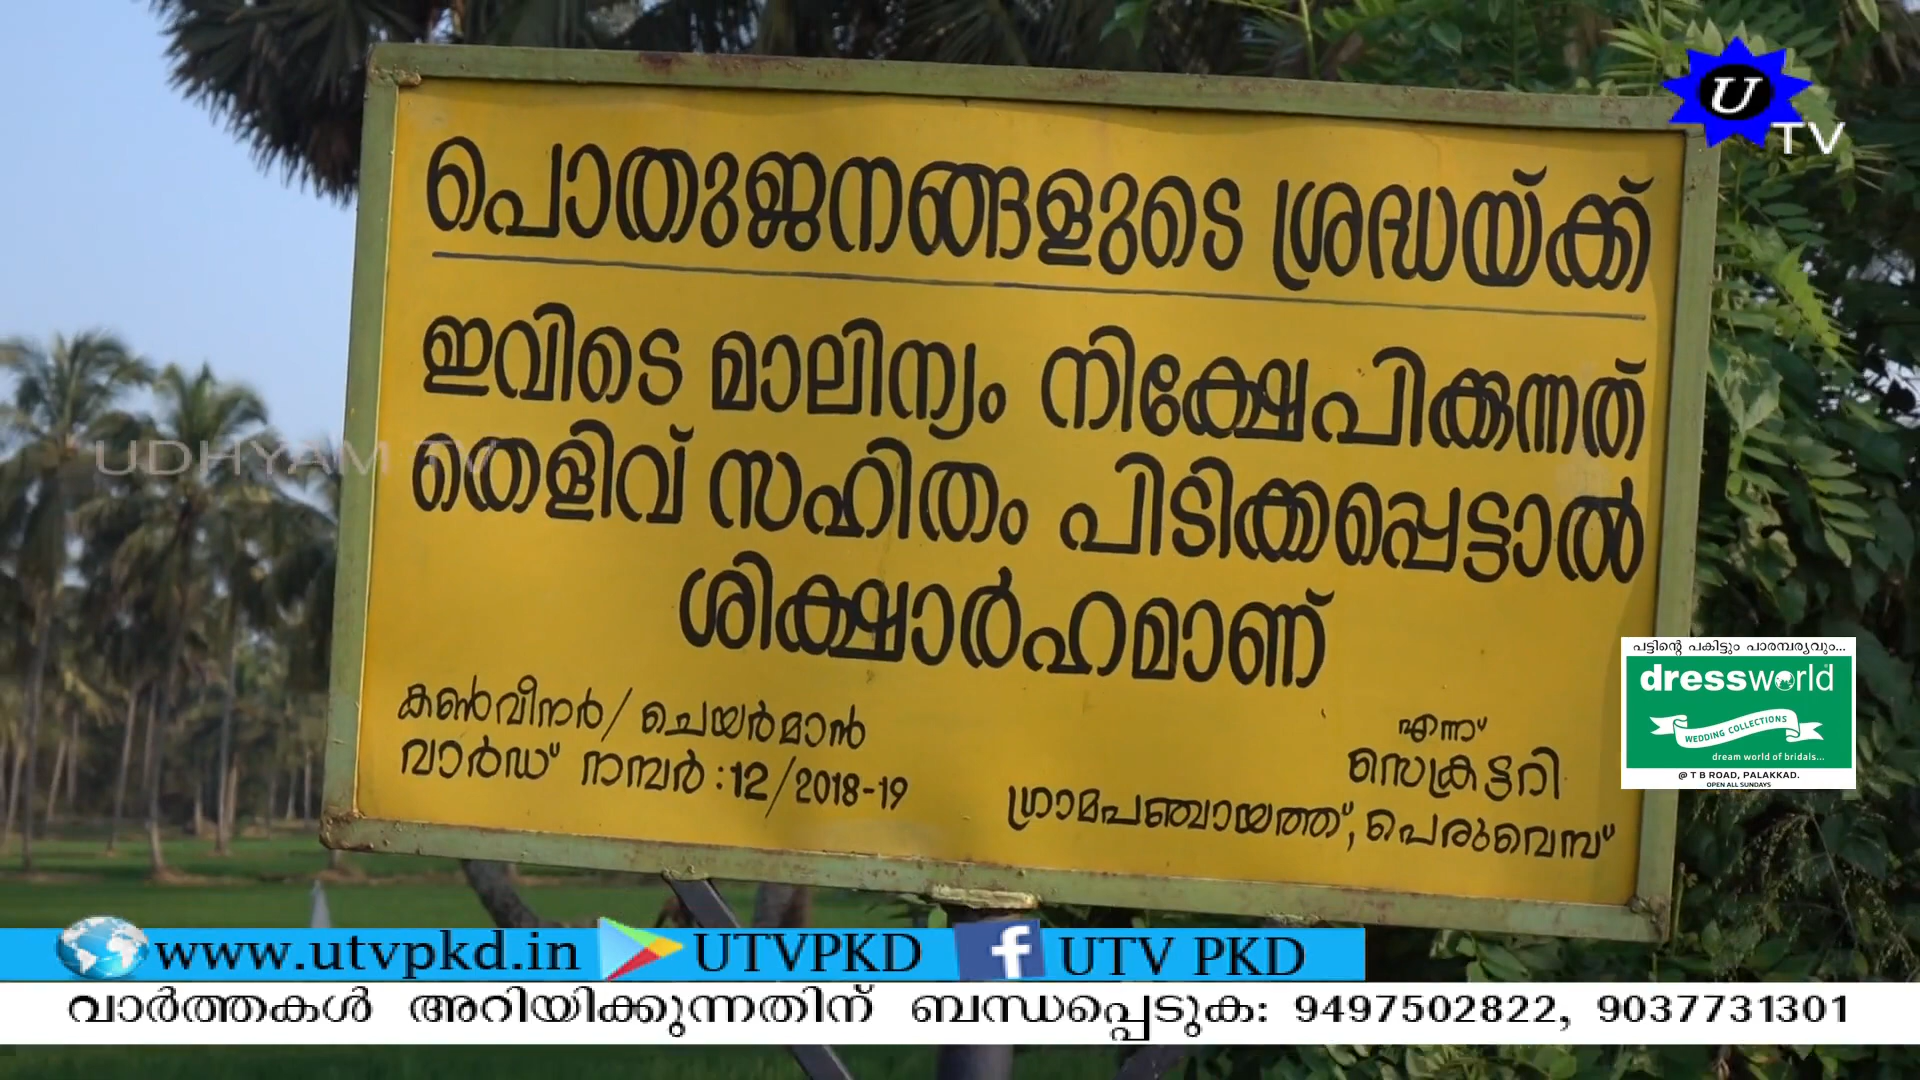 U
TV
പൊതുജനങ്ങളുടെ ശ്രദ്ധയ്ക്ക്
ഇവിടെ മാലിന്യം നിക്ഷേപിക്കുന്നത്
തെളിവ് സഹിതം പിടിക്കപ്പെട്ടാൽ
ശിക്ഷാർഹമാണ്
കൺവീനർ/ചെയർമാൻ
വാർഡ് നമ്പർ :12/2018-19
എന്ന്
സെക്രട്ടറി
ഗ്രാമപഞ്ചായത്ത്, പെരുവെമ്പ്
UDHYAM TV
പട്ടിന്റെ പകിട്ടും പാരമ്പര്യവും...
dressworld
WEDDING COLLECTIONS
dream world of bridals...
@ T B ROAD, PALAKKAD.
OPEN ALL SUNDAYS
www.utvpkd.in UTVPKD f UTV PKD
വാർത്തകൾ അറിയിക്കുന്നതിന് ബന്ധപ്പെടുക: 9497502822, 9037731301